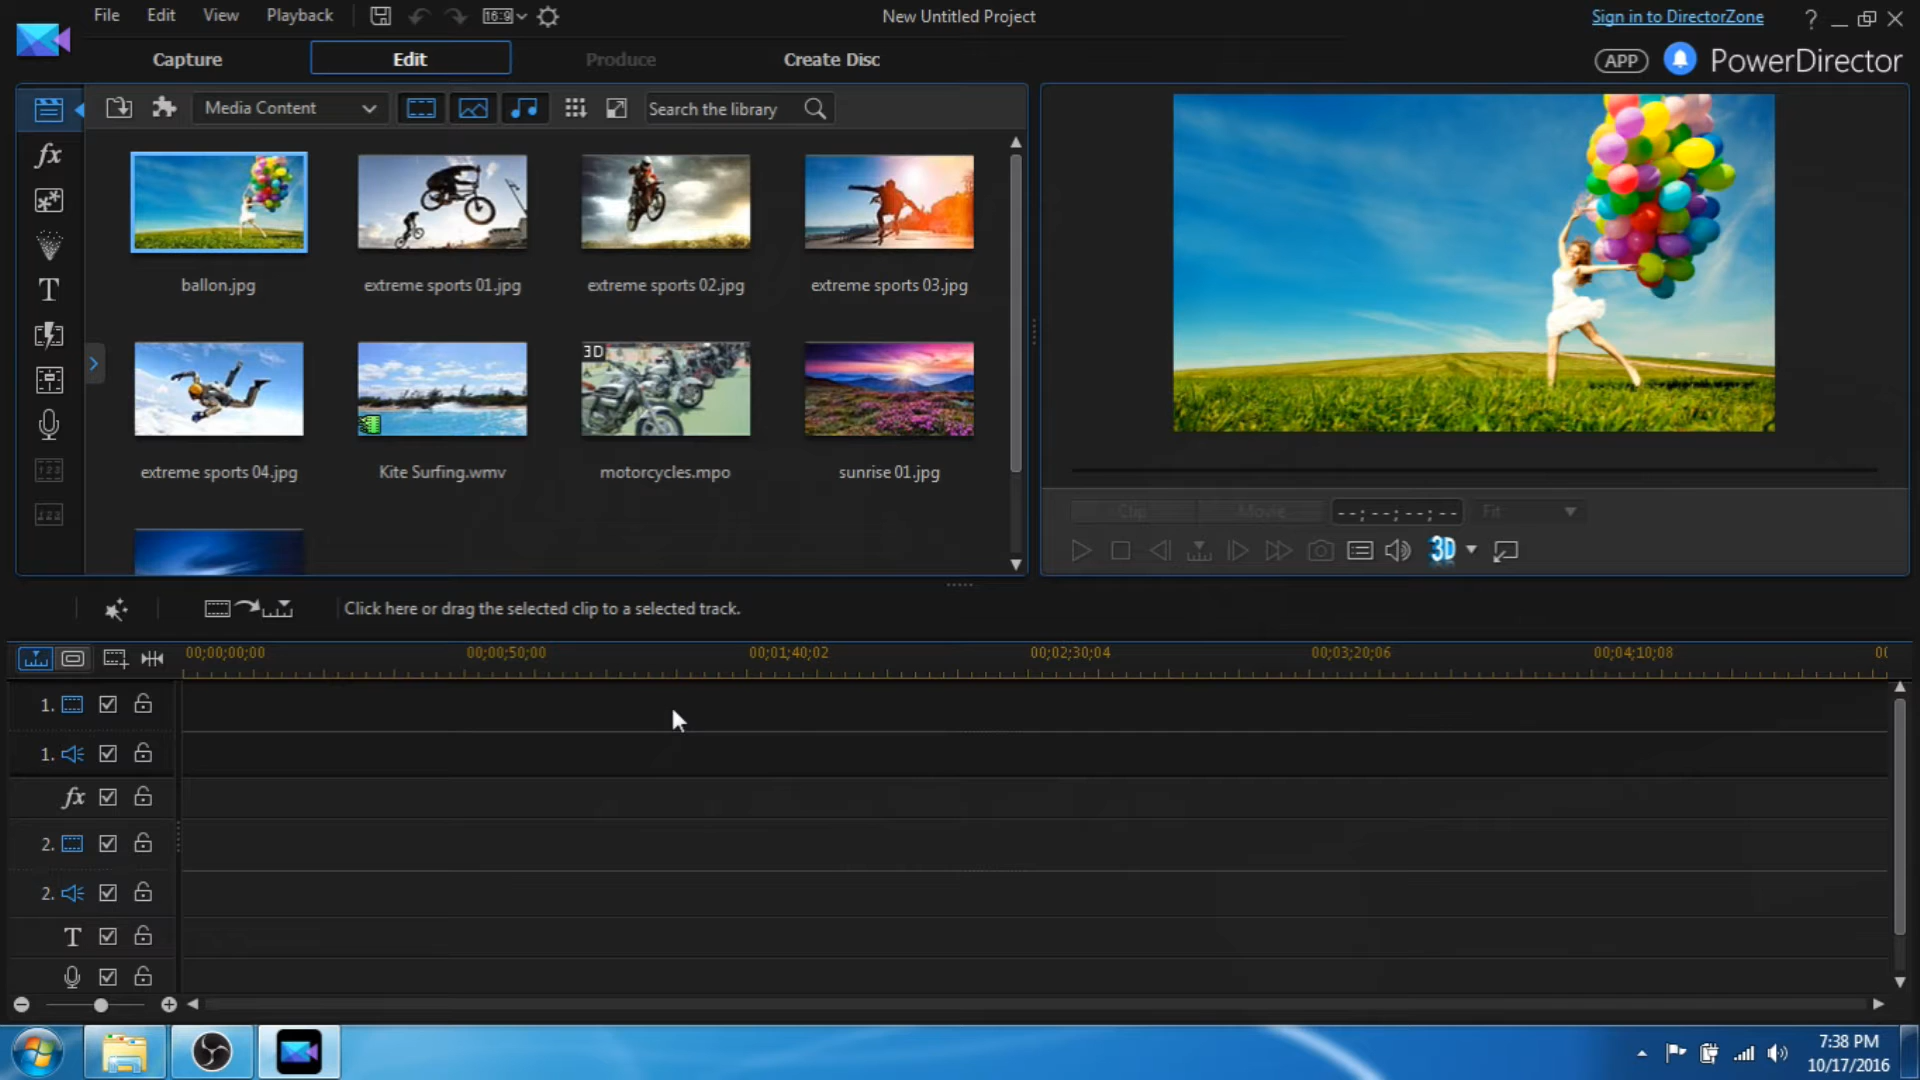 File Edit View Playback 16:9 New Untitled Project Sign in to DirectorZone ?
Capture Edit Produce Create Disc APP PowerDirector
Media Content Search the library
fx
T
ballon.jpg extreme sports 01.jpg extreme sports 02.jpg extreme sports 03.jpg
3D
extreme sports 04.jpg Kite Surfing.wmv motorcycles.mpo sunrise 01.jpg
Clip Movie --;--;--;-- Fit
3D
Click here or drag the selected clip to a selected track.
00;00;00;00 00;00;50;00 00;01;40;02 00;02;30;04 00;03;20;06 00;04;10;08
1.
1.
fx
2.
2.
T
7:38 PM
10/17/2016